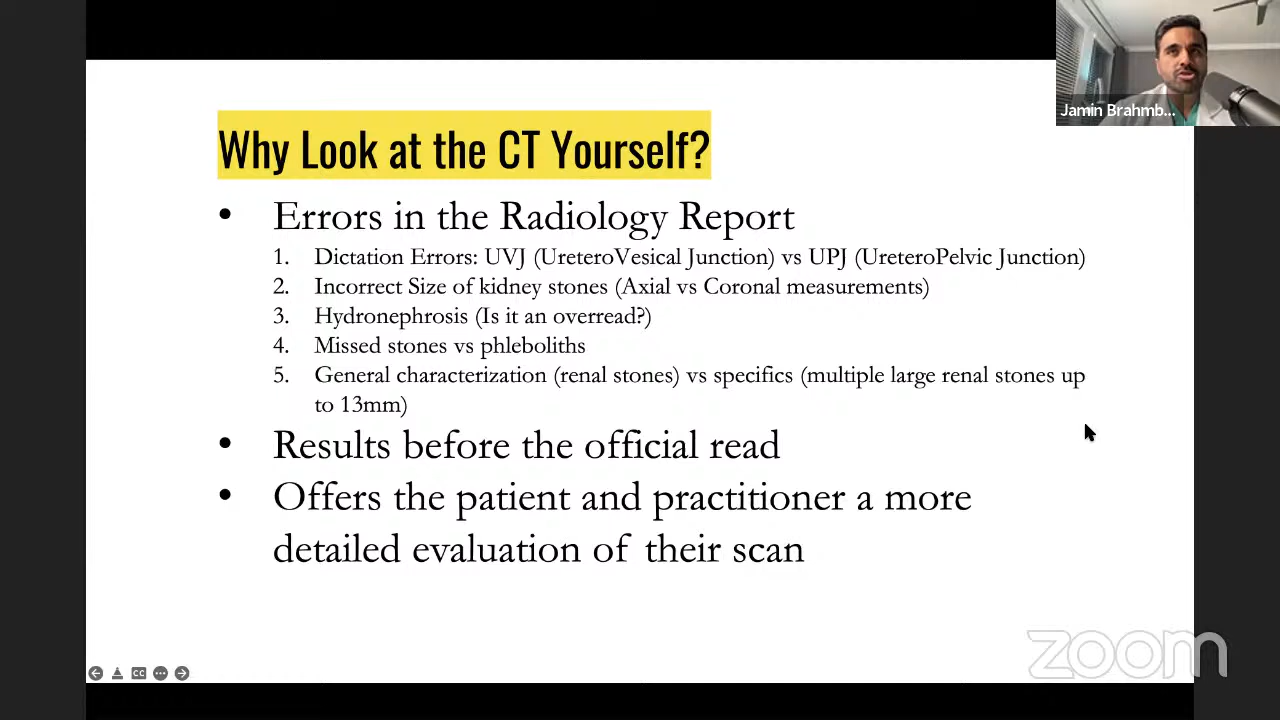 Jamin Brahmb...
Why Look at the CT Yourself?
• Errors in the Radiology Report
1. Dictation Errors: UVJ (UreteroVesical Junction) vs UPJ (UreteroPelvic Junction)
2. Incorrect Size of kidney stones (Axial vs Coronal measurements)
3. Hydronephrosis (Is it an overread?)
4. Missed stones vs phleboliths
5. General characterization (renal stones) vs specifics (multiple large renal stones up
to 13mm)
• Results before the official read
• Offers the patient and practitioner a more
detailed evaluation of their scan
zoom
CC